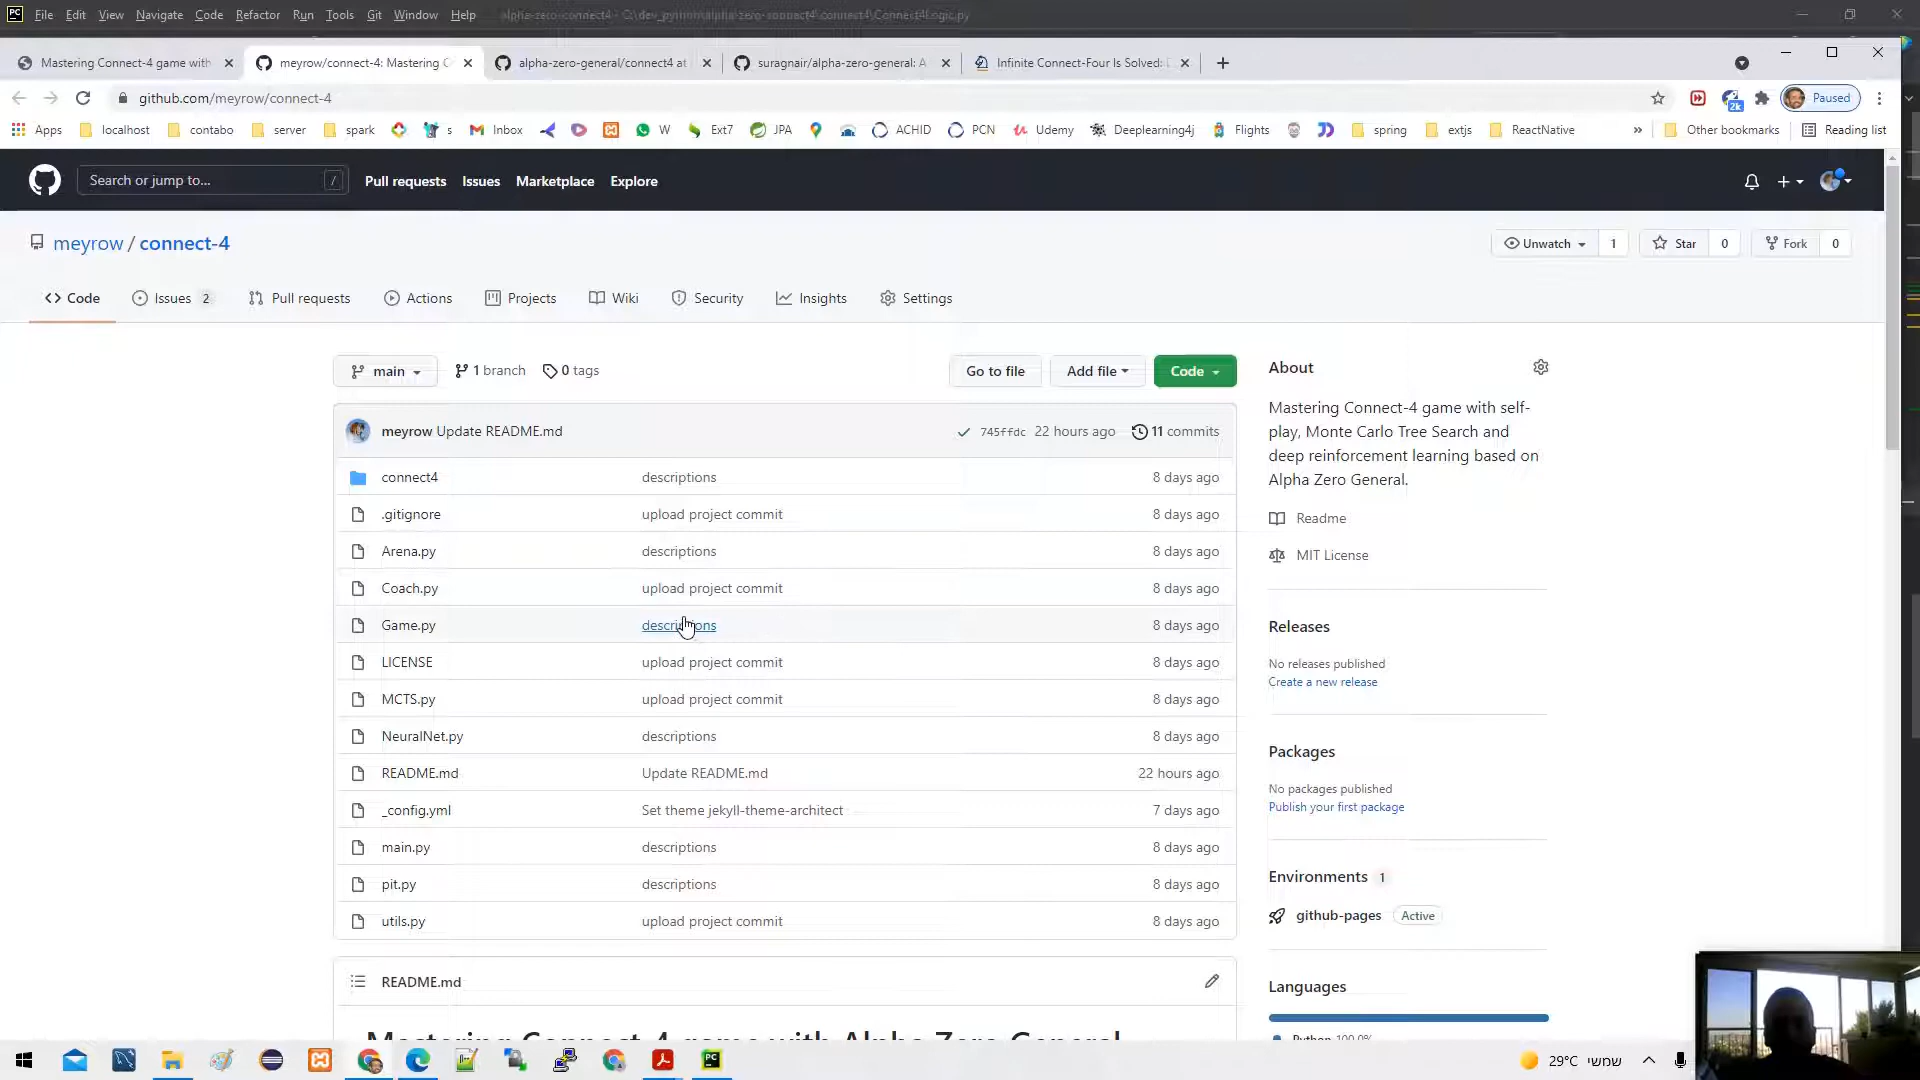 PC File Edit View Navigate Code Refactor Run Tools Git Window Help
Mastering Connect-4 game with
meyrow/connect-4: Mastering C
alpha-zero-general/connect4 at
suragnair/alpha-zero-general: A
Infinite Connect-Four Is Solved:
github.com/meyrow/connect-4
2k
Paused
Apps localhost contabo server spark s Inbox W Ext7 JPA ACHID PCN Udemy Deeplearning4j Flights spring extjs ReactNative » Other bookmarks Reading list
Search or jump to... /
Pull requests Issues Marketplace Explore
meyrow / connect-4
Unwatch 1 Star 0 Fork 0
Code Issues 2 Pull requests Actions Projects Wiki Security Insights Settings
main 1 branch 0 tags Go to file Add file Code
meyrow Update README.md 745ffdc 22 hours ago 11 commits
connect4 descriptions 8 days ago
.gitignore upload project commit 8 days ago
Arena.py descriptions 8 days ago
Coach.py upload project commit 8 days ago
Game.py descriptions 8 days ago
LICENSE upload project commit 8 days ago
MCTS.py upload project commit 8 days ago
NeuralNet.py descriptions 8 days ago
README.md Update README.md 22 hours ago
_config.yml Set theme jekyll-theme-architect 7 days ago
main.py descriptions 8 days ago
pit.py descriptions 8 days ago
utils.py upload project commit 8 days ago
README.md
Mastering Connect-4 game with Alpha Zero General
About
Mastering Connect-4 game with self-
play, Monte Carlo Tree Search and
deep reinforcement learning based on
Alpha Zero General.
Readme
MIT License
Releases
No releases published
Create a new release
Packages
No packages published
Publish your first package
Environments 1
github-pages Active
Languages
Python 100.0%
29°C שמשי